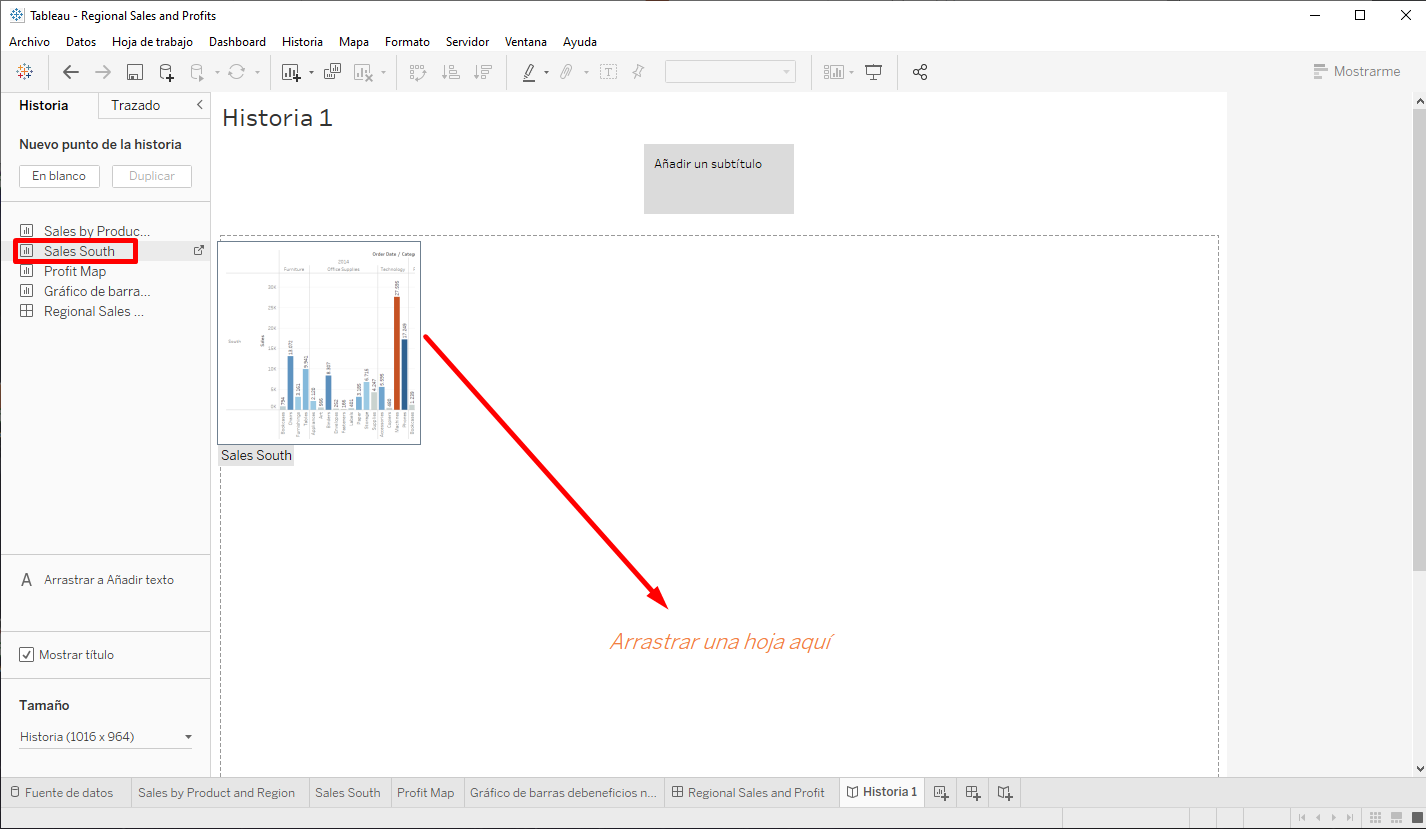 Tableau - Regional Sales and Profits
Archivo Datos Hoja de trabajo Dashboard Historia Mapa Formato Servidor Ventana Ayuda
Mostrarme
Historia Trazado
Nuevo punto de la historia
En blanco Duplicar
Sales by Produc...
Sales South
Profit Map
Gráfico de barra...
Regional Sales ...
A Arrastrar a Añadir texto
Mostrar título
Tamaño
Historia (1016 x 964)
Historia 1
Añadir un subtítulo
Order Date / Categ
2014
Furniture Office Supplies Technology
South
Sales
30K
25K
20K
15K
10K
5K
0K
Sales South
Arrastrar una hoja aquí
Fuente de datos Sales by Product and Region Sales South Profit Map Gráfico de barras debeneficios n... Regional Sales and Profit Historia 1